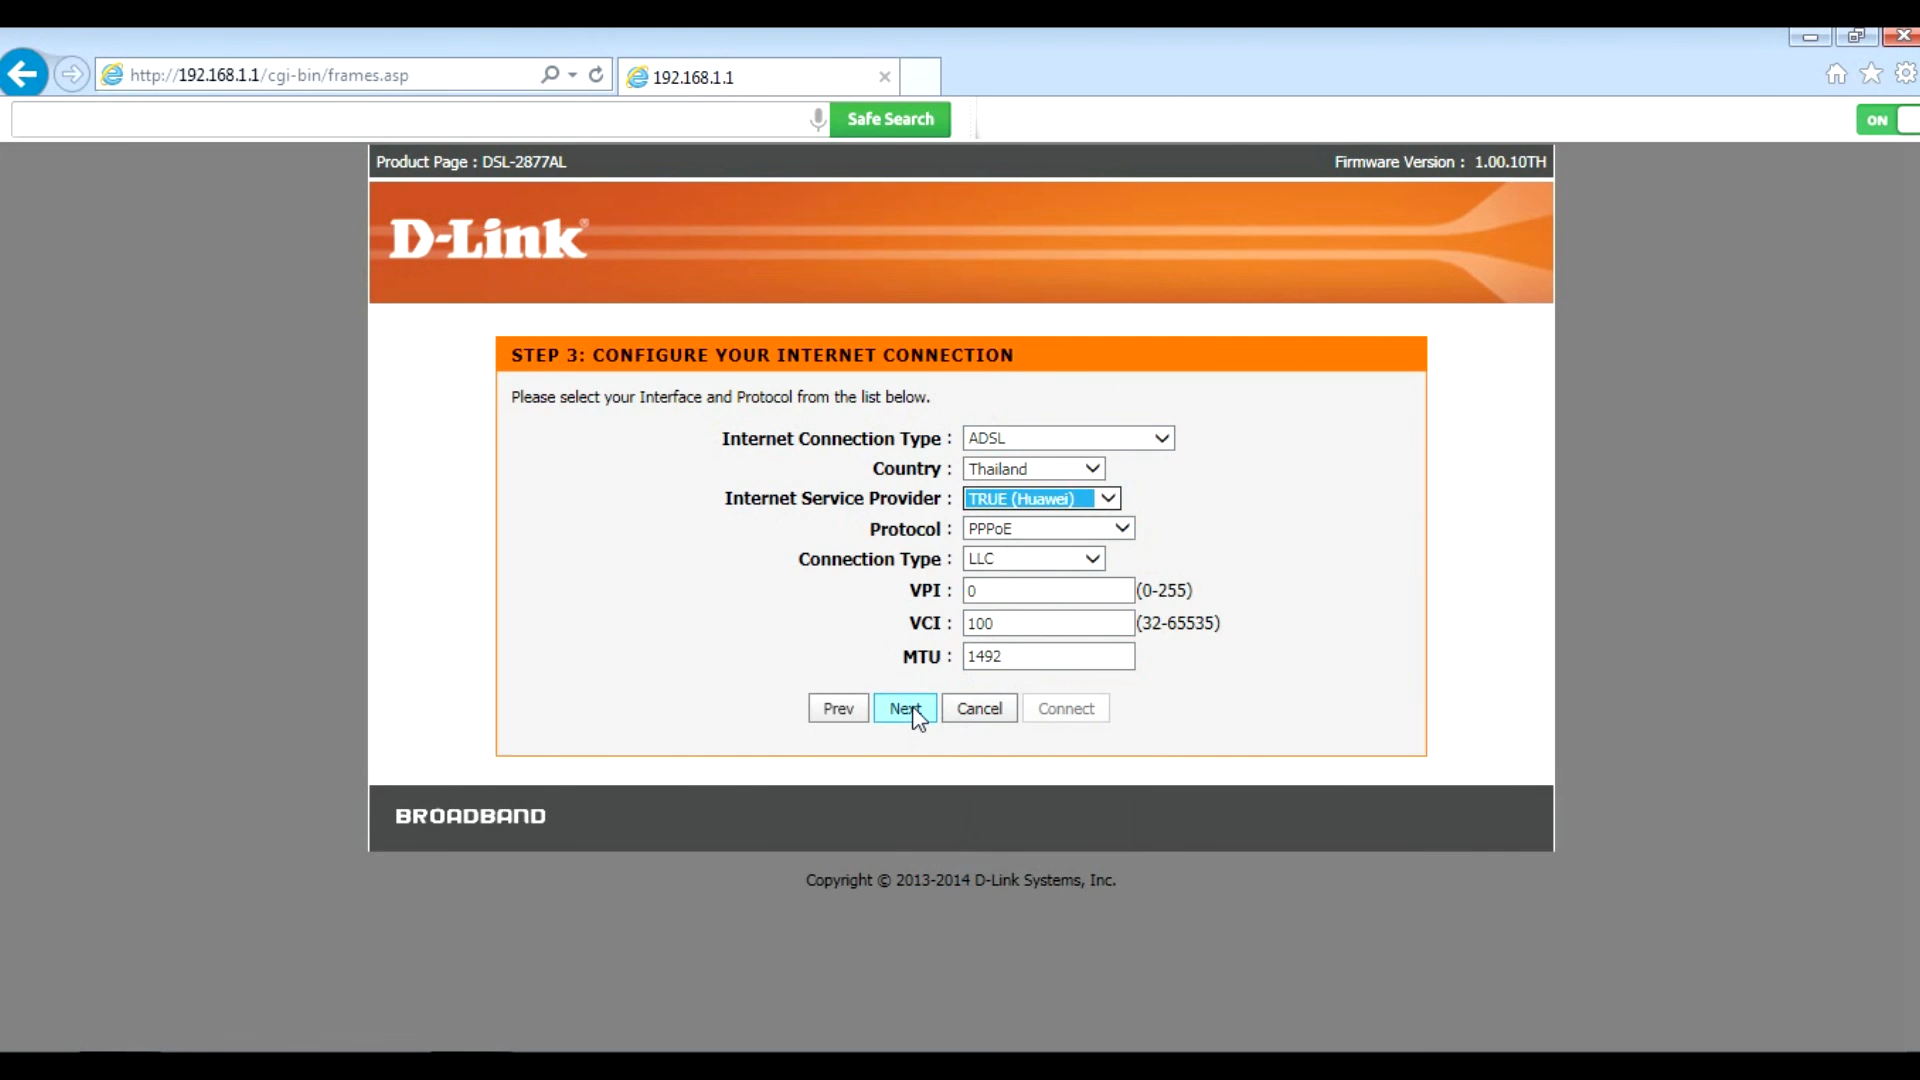 http://192.168.1.1/cgi-bin/frames.asp
192.168.1.1
Safe Search
ON
Product Page : DSL-2877AL
Firmware Version : 1.00.10TH
D-Link®
STEP 3: CONFIGURE YOUR INTERNET CONNECTION
Please select your Interface and Protocol from the list below.
Internet Connection Type : ADSL
Country : Thailand
Internet Service Provider : TRUE (Huawei)
Protocol : PPPoE
Connection Type : LLC
VPI : 0 (0-255)
VCI : 100 (32-65535)
MTU : 1492
Prev Next Cancel Connect
BROADBAND
Copyright © 2013-2014 D-Link Systems, Inc.